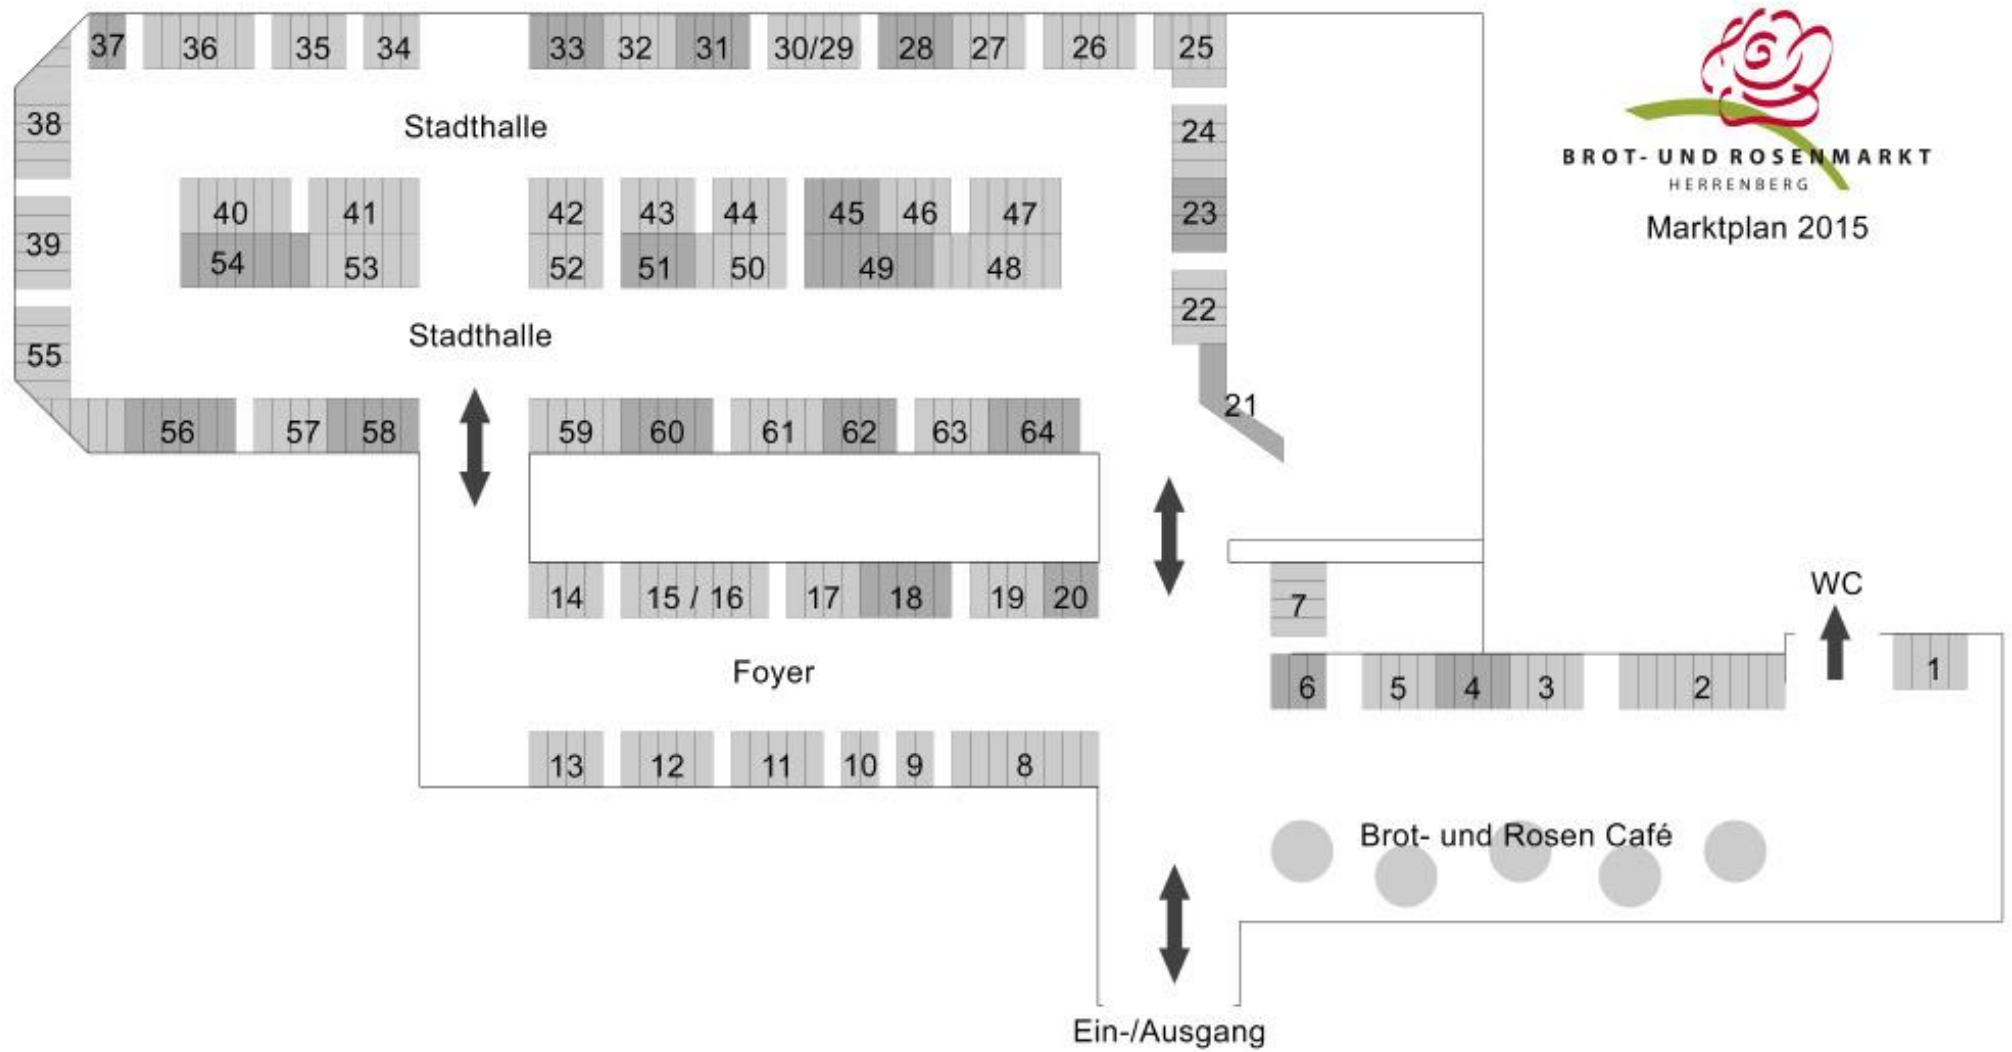 37 36 35 34 33 32 31 30/29 28 27 26 25
BROT- UND ROSENMARKT
HERRENBERG
Marktplan 2015
38
Stadthalle
24
40 41 42 43 44 45 46 47
23
39
54 53 52 51 50 49 48
22
Stadthalle
55
21
56 57 58 59 60 61 62 63 64
14 15 / 16 17 18 19 20
7
WC
Foyer
6 5 4 3 2 1
13 12 11 10 9 8
Brot- und Rosen Café
Ein-/Ausgang